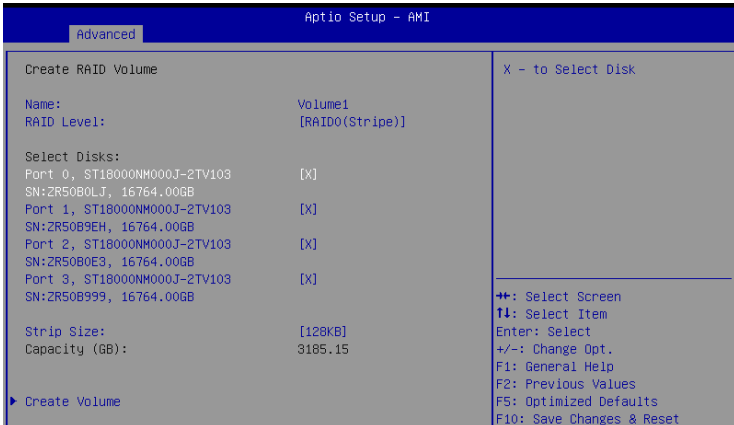 Aptio Setup – AMI
Advanced
Create RAID Volume
Name: Volume1
RAID Level: [RAID0(Stripe)]
Select Disks:
Port 0, ST18000NM000J-2TV103 [X]
SN:ZR50B0LJ, 16764.00GB
Port 1, ST18000NM000J-2TV103 [X]
SN:ZR50B9EH, 16764.00GB
Port 2, ST18000NM000J-2TV103 [X]
SN:ZR50B0E3, 16764.00GB
Port 3, ST18000NM000J-2TV103 [X]
SN:ZR50B999, 16764.00GB
Strip Size: [128KB]
Capacity (GB): 3185.15
Create Volume
X – to Select Disk
→←: Select Screen
↑↓: Select Item
Enter: Select
+/-: Change Opt.
F1: General Help
F2: Previous Values
F5: Optimized Defaults
F10: Save Changes & Reset